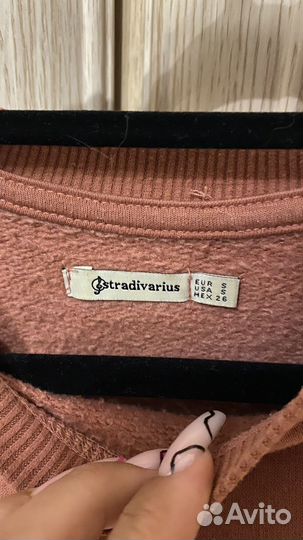 stradivarius
EUR S
USA S
MEX 26
Avito